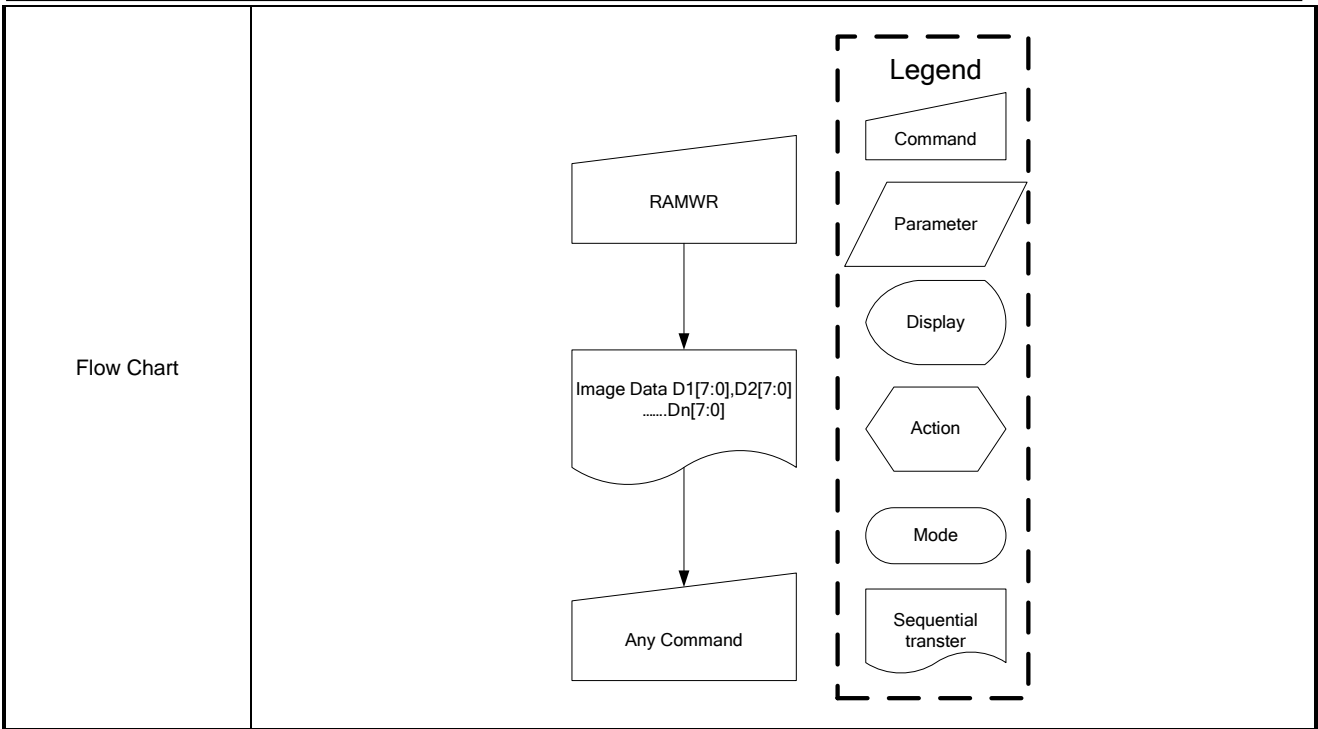 Flow Chart
RAMWR
Image Data D1[7:0],D2[7:0]
.......Dn[7:0]
Any Command
Legend
Command
Parameter
Display
Action
Mode
Sequential
transter